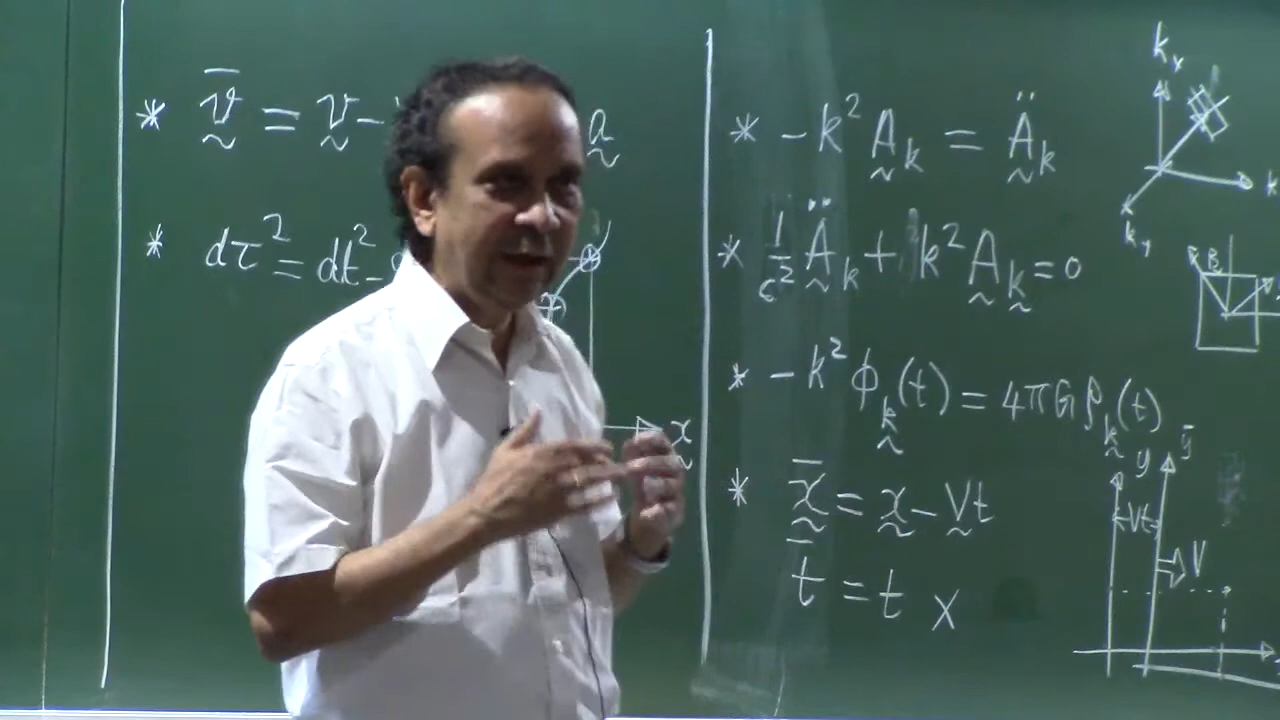 * v̄ = v -
a
* dτ² = dt² -
x
* - k² A_k = Ä_k
* 1/c² Ä_k + k² A_k = 0
* - k² ϕ_k (t) = 4πG ρ_k (t)
* x̄ = x - Vt
t̄ = t ×
k_x
k_y
B
y ȳ
Vt
V